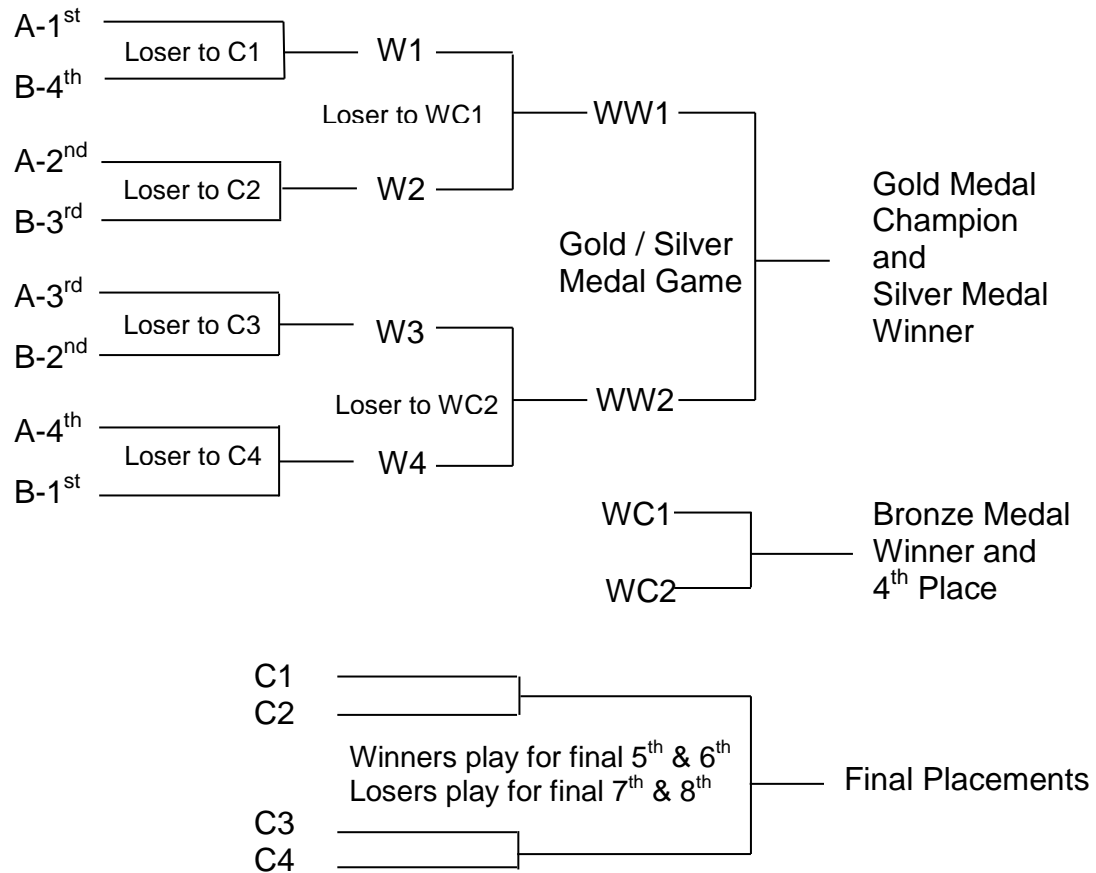 A-1st
Loser to C1
B-4th
W1
Loser to WC1
WW1
A-2nd
Loser to C2
B-3rd
W2
Gold / Silver
Medal Game
Gold Medal
Champion
and
Silver Medal
Winner
A-3rd
Loser to C3
B-2nd
W3
Loser to WC2
WW2
A-4th
Loser to C4
B-1st
W4
WC1
WC2
Bronze Medal
Winner and
4th Place
C1
C2
Winners play for final 5th & 6th
Losers play for final 7th & 8th
C3
C4
Final Placements